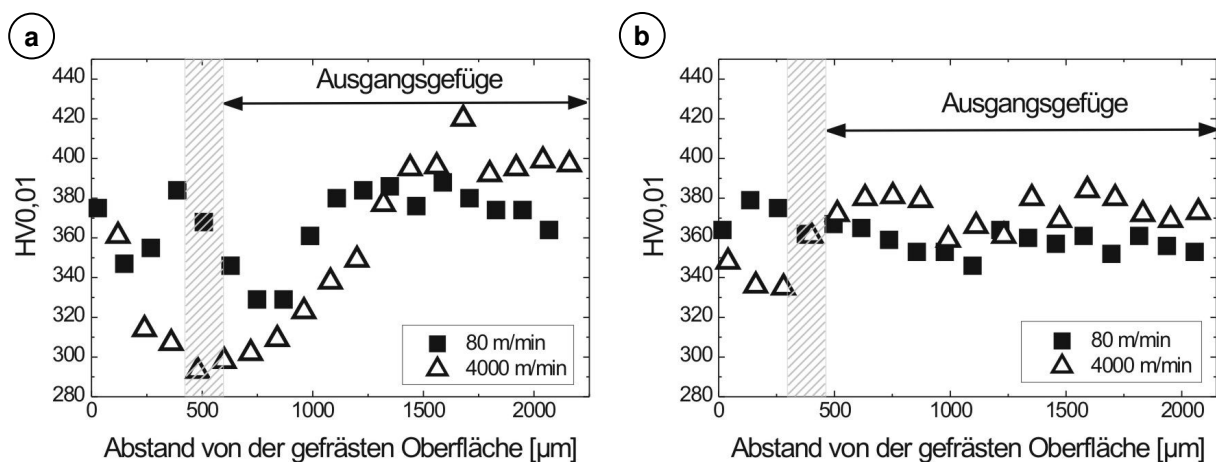 a
440
420
400
380
360
340
320
300
280
HV0,01
Ausgangsgefüge
80 m/min
4000 m/min
0 500 1000 1500 2000
Abstand von der gefrästen Oberfläche [µm]
b
440
420
400
380
360
340
320
300
280
HV0,01
Ausgangsgefüge
80 m/min
4000 m/min
0 500 1000 1500 2000
Abstand von der gefrästen Oberfläche [µm]